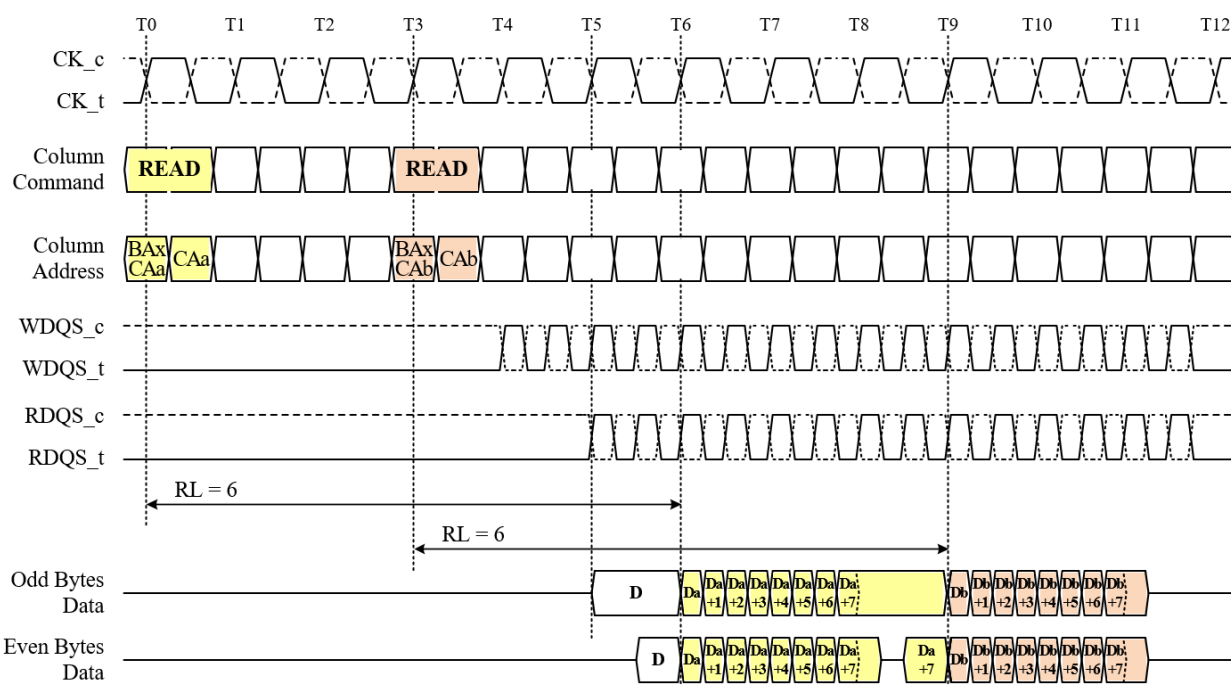 T0 T1 T2 T3 T4 T5 T6 T7 T8 T9 T10 T11 T12
CK_c
CK_t
Column
Command
READ READ
Column
Address
BAx
CAa
CAa
BAx
CAb
CAb
WDQS_c
WDQS_t
RDQS_c
RDQS_t
RL = 6
RL = 6
Odd Bytes
Data
D
Da
Da
+1
Da
+2
Da
+3
Da
+4
Da
+5
Da
+6
Da
+7
Db
Db
+1
Db
+2
Db
+3
Db
+4
Db
+5
Db
+6
Db
+7
Even Bytes
Data
D
Da
Da
+1
Da
+2
Da
+3
Da
+4
Da
+5
Da
+6
Da
+7
Da
+7
Db
Db
+1
Db
+2
Db
+3
Db
+4
Db
+5
Db
+6
Db
+7